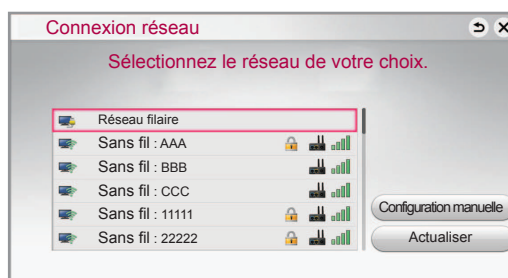 Connexion réseau
Sélectionnez le réseau de votre choix.
Réseau filaire
Sans fil : AAA
Sans fil : BBB
Sans fil : CCC
Sans fil : 11111
Sans fil : 22222
Configuration manuelle
Actualiser